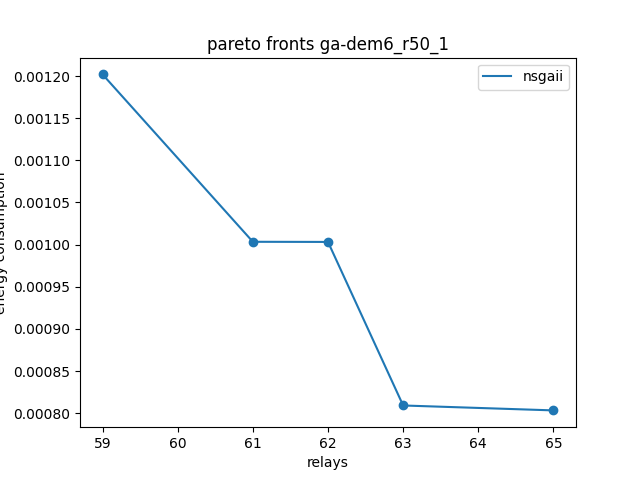 pareto fronts ga-dem6_r50_1
nsgaii
0.00120
0.00115
0.00110
0.00105
0.00100
0.00095
0.00090
0.00085
0.00080
energy consumption
59 60 61 62 63 64 65
relays